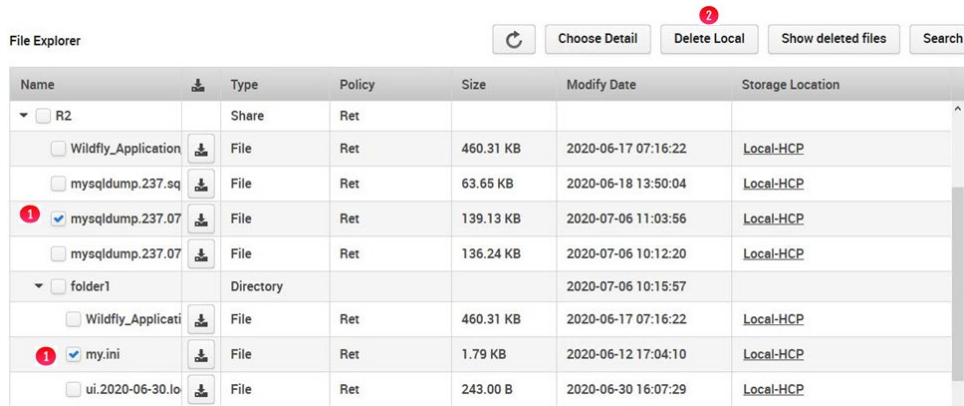 2
File Explorer Choose Detail Delete Local Show deleted files Search
Name Type Policy Size Modify Date Storage Location
R2 Share Ret
Wildfly_Application File Ret 460.31 KB 2020-06-17 07:16:22 Local-HCP
mysqldump.237.sq File Ret 63.65 KB 2020-06-18 13:50:04 Local-HCP
1 mysqldump.237.07 File Ret 139.13 KB 2020-07-06 11:03:56 Local-HCP
mysqldump.237.07 File Ret 136.24 KB 2020-07-06 10:12:20 Local-HCP
folder1 Directory 2020-07-06 10:15:57
Wildfly_Applicati File Ret 460.31 KB 2020-06-17 07:16:22 Local-HCP
1 my.ini File Ret 1.79 KB 2020-06-12 17:04:10 Local-HCP
ui.2020-06-30.lo File Ret 243.00 B 2020-06-30 16:07:29 Local-HCP